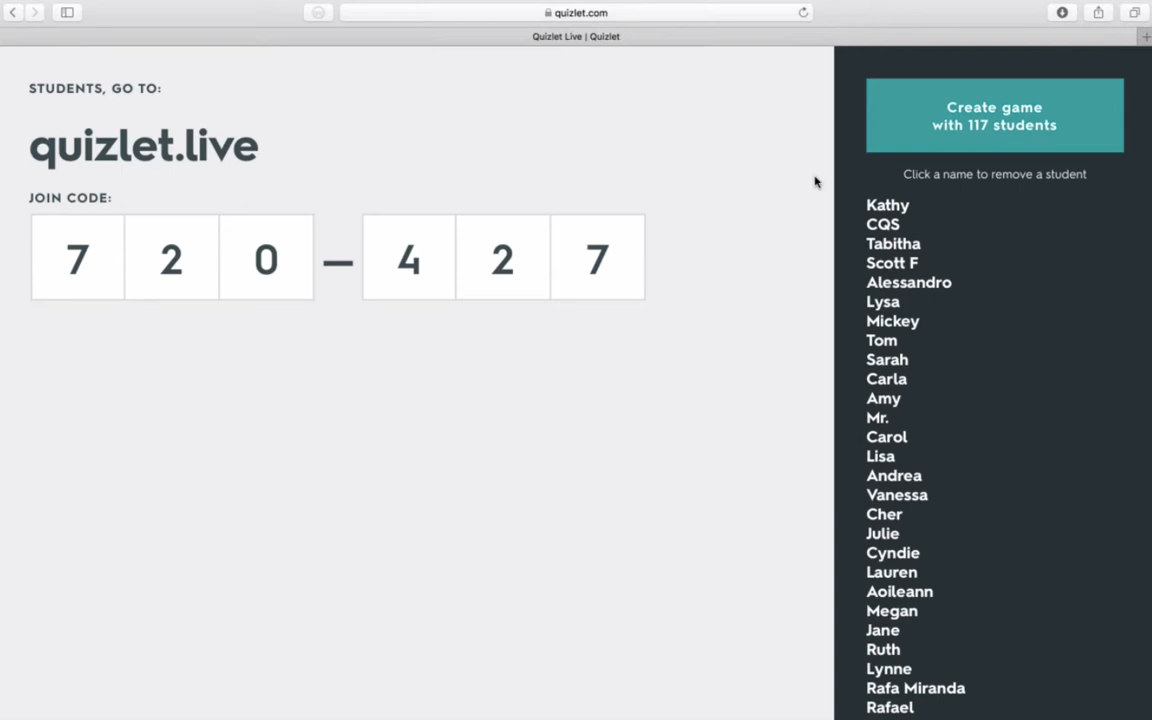 quizlet.com
Quizlet Live | Quizlet
STUDENTS, GO TO:
quizlet.live
JOIN CODE:
7 2 0 – 4 2 7
Create game
with 117 students
Click a name to remove a student
Kathy
CQS
Tabitha
Scott F
Alessandro
Lysa
Mickey
Tom
Sarah
Carla
Amy
Mr.
Carol
Lisa
Andrea
Vanessa
Cher
Julie
Cyndie
Lauren
Aoileann
Megan
Jane
Ruth
Lynne
Rafa Miranda
Rafael